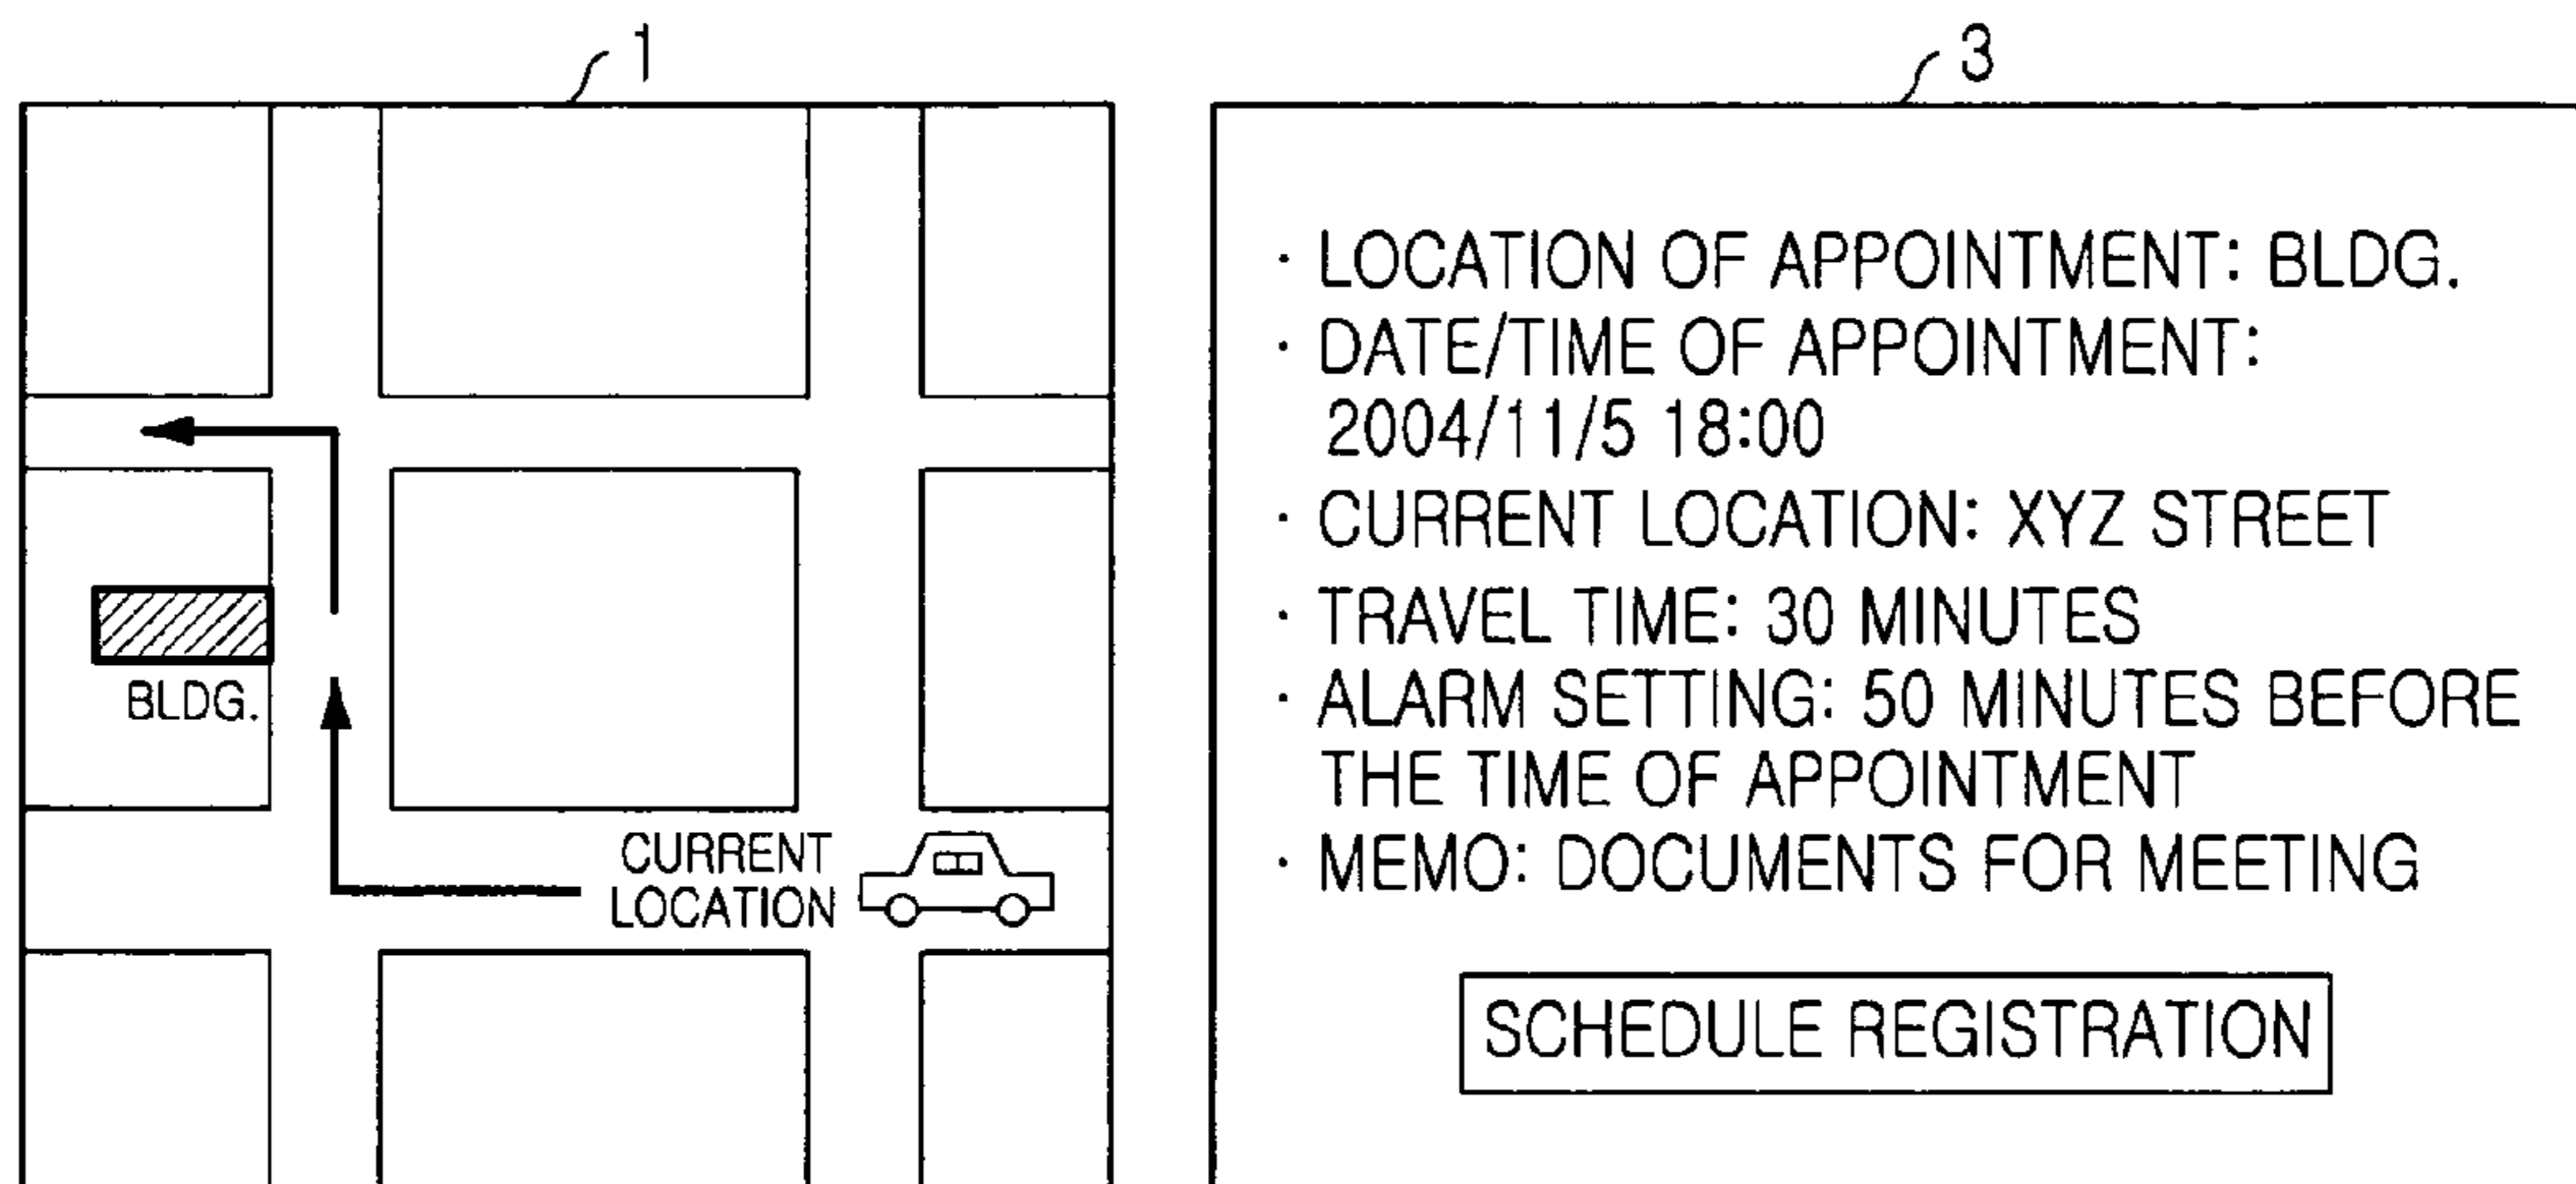 1
BLDG.
CURRENT
LOCATION
3
· LOCATION OF APPOINTMENT: BLDG.
· DATE/TIME OF APPOINTMENT:
2004/11/5 18:00
· CURRENT LOCATION: XYZ STREET
· TRAVEL TIME: 30 MINUTES
· ALARM SETTING: 50 MINUTES BEFORE
THE TIME OF APPOINTMENT
· MEMO: DOCUMENTS FOR MEETING
SCHEDULE REGISTRATION